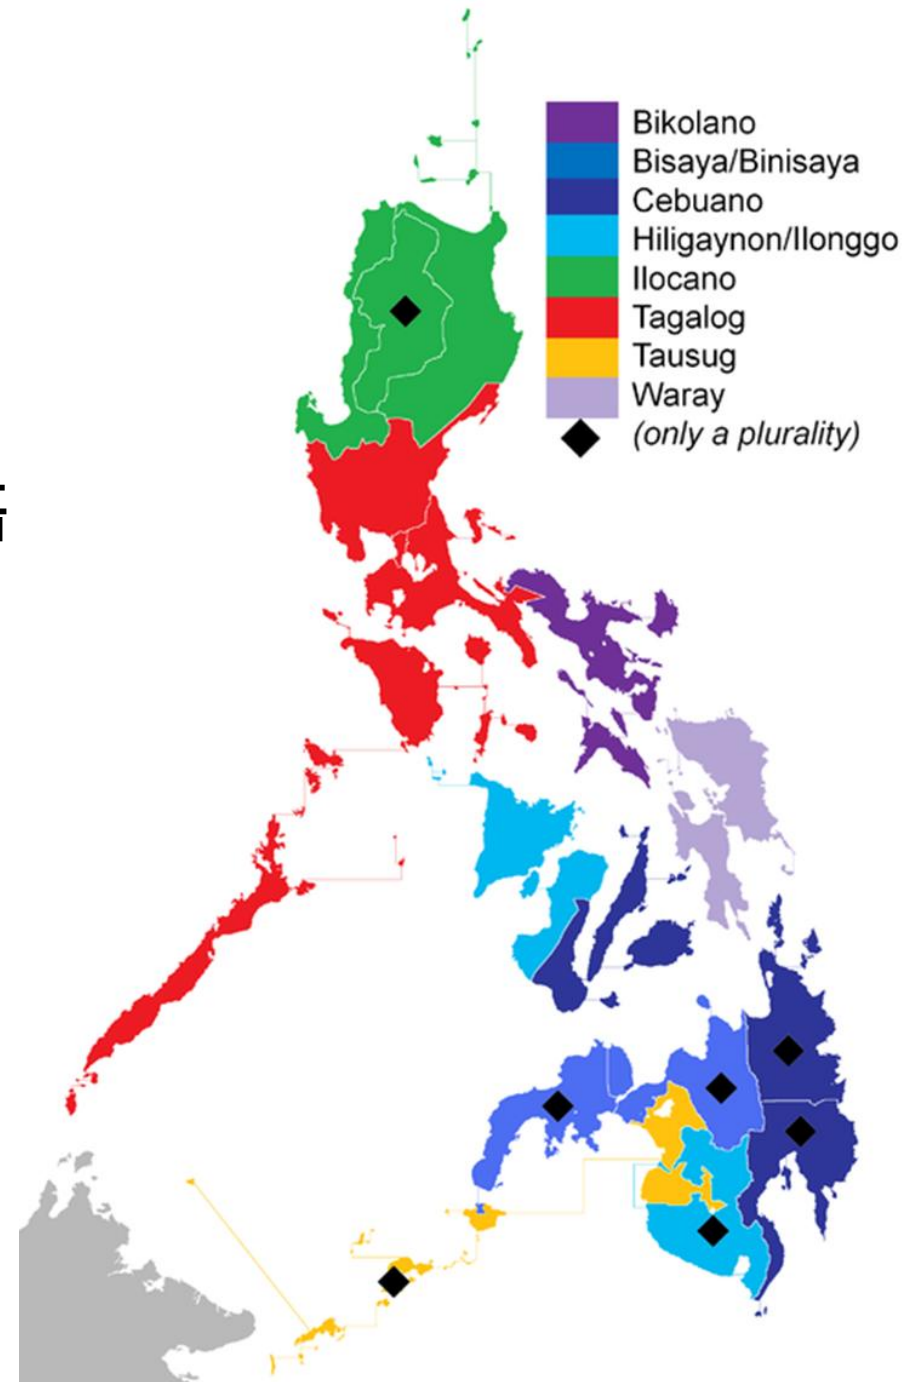 Bikolano
Bisaya/Binisaya
Cebuano
Hiligaynon/Ilonggo
Ilocano
Tagalog
Tausug
Waray
(only a plurality)